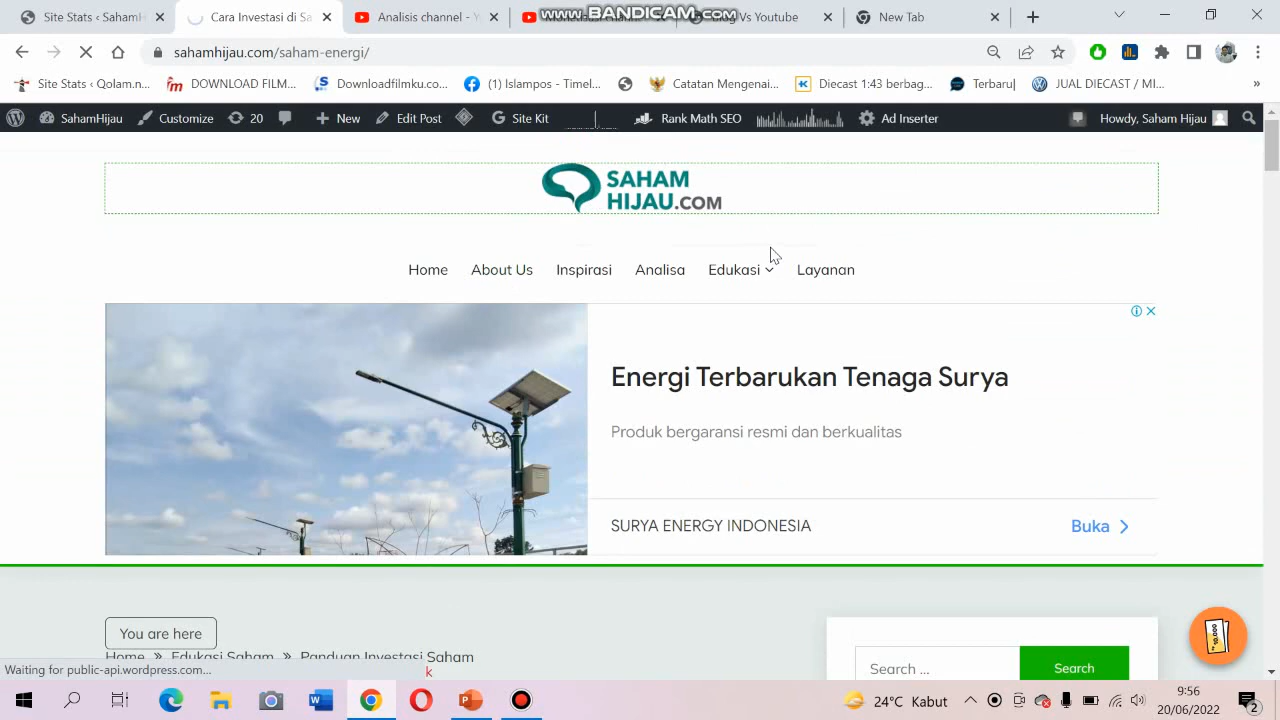 Site Stats ‹ SahamHij
Cara Investasi di Sa
Analisis channel - Y
Vs Youtube
New Tab
www.BANDICAM.com
sahamhijau.com/saham-energi/
Site Stats ‹ Qolam.n...
DOWNLOAD FILM...
Downloadfilmku.co...
(1) Islampos - Timel...
Catatan Mengenai...
Diecast 1:43 berbag...
Terbaru|
JUAL DIECAST / MI...
»
SahamHijau
Customize
20
New
Edit Post
Site Kit
Rank Math SEO
Ad Inserter
Howdy, Saham Hijau
SAHAM
HIJAU.COM
Home
About Us
Inspirasi
Analisa
Edukasi
Layanan
Energi Terbarukan Tenaga Surya
Produk bergaransi resmi dan berkualitas
SURYA ENERGY INDONESIA
Buka
You are here
Home » Edukasi Saham » Panduan Investasi Saham
Search ...
Search
Waiting for public-api.wordpress.com...
k
24°C Kabut
9:56
20/06/2022
2